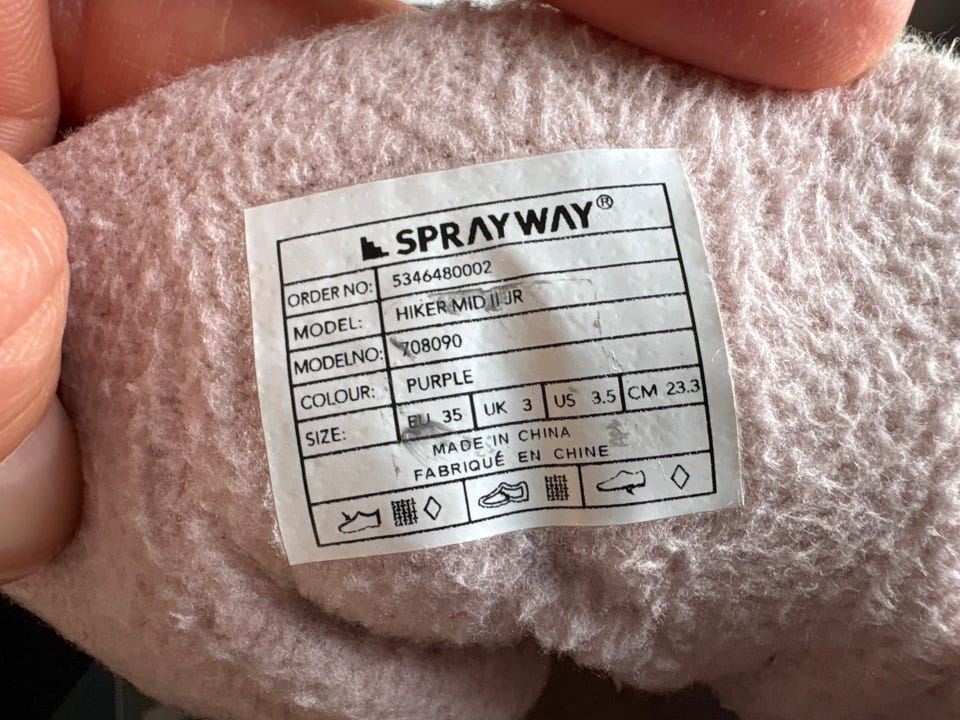 SPRAYWAY®
ORDER NO: 5346480002
MODEL: HIKER MID II JR
MODELNO: 708090
COLOUR: PURPLE
SIZE: EU 35 UK 3 US 3.5 CM 23.3
MADE IN CHINA
FABRIQUÉ EN CHINE